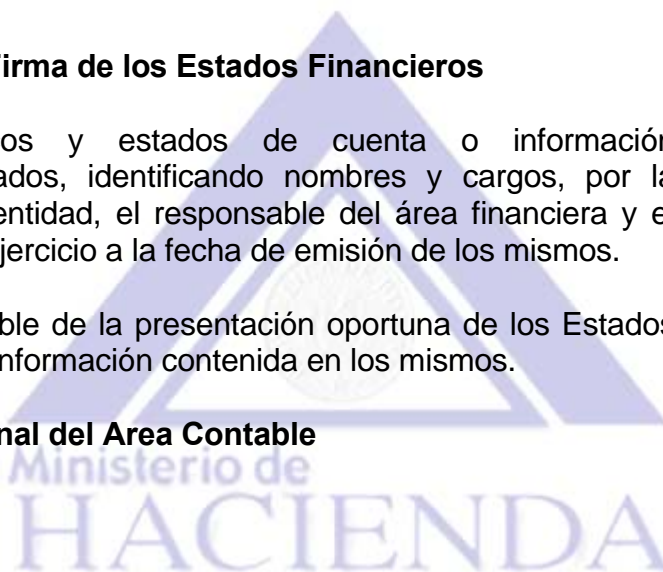 Firma de los Estados Financieros
os y estados de cuenta o información
ados, identificando nombres y cargos, por la
entidad, el responsable del área financiera y e
jercicio a la fecha de emisión de los mismos.
ble de la presentación oportuna de los Estados
información contenida en los mismos.
nal del Area Contable
Ministerio de
HACIENDA